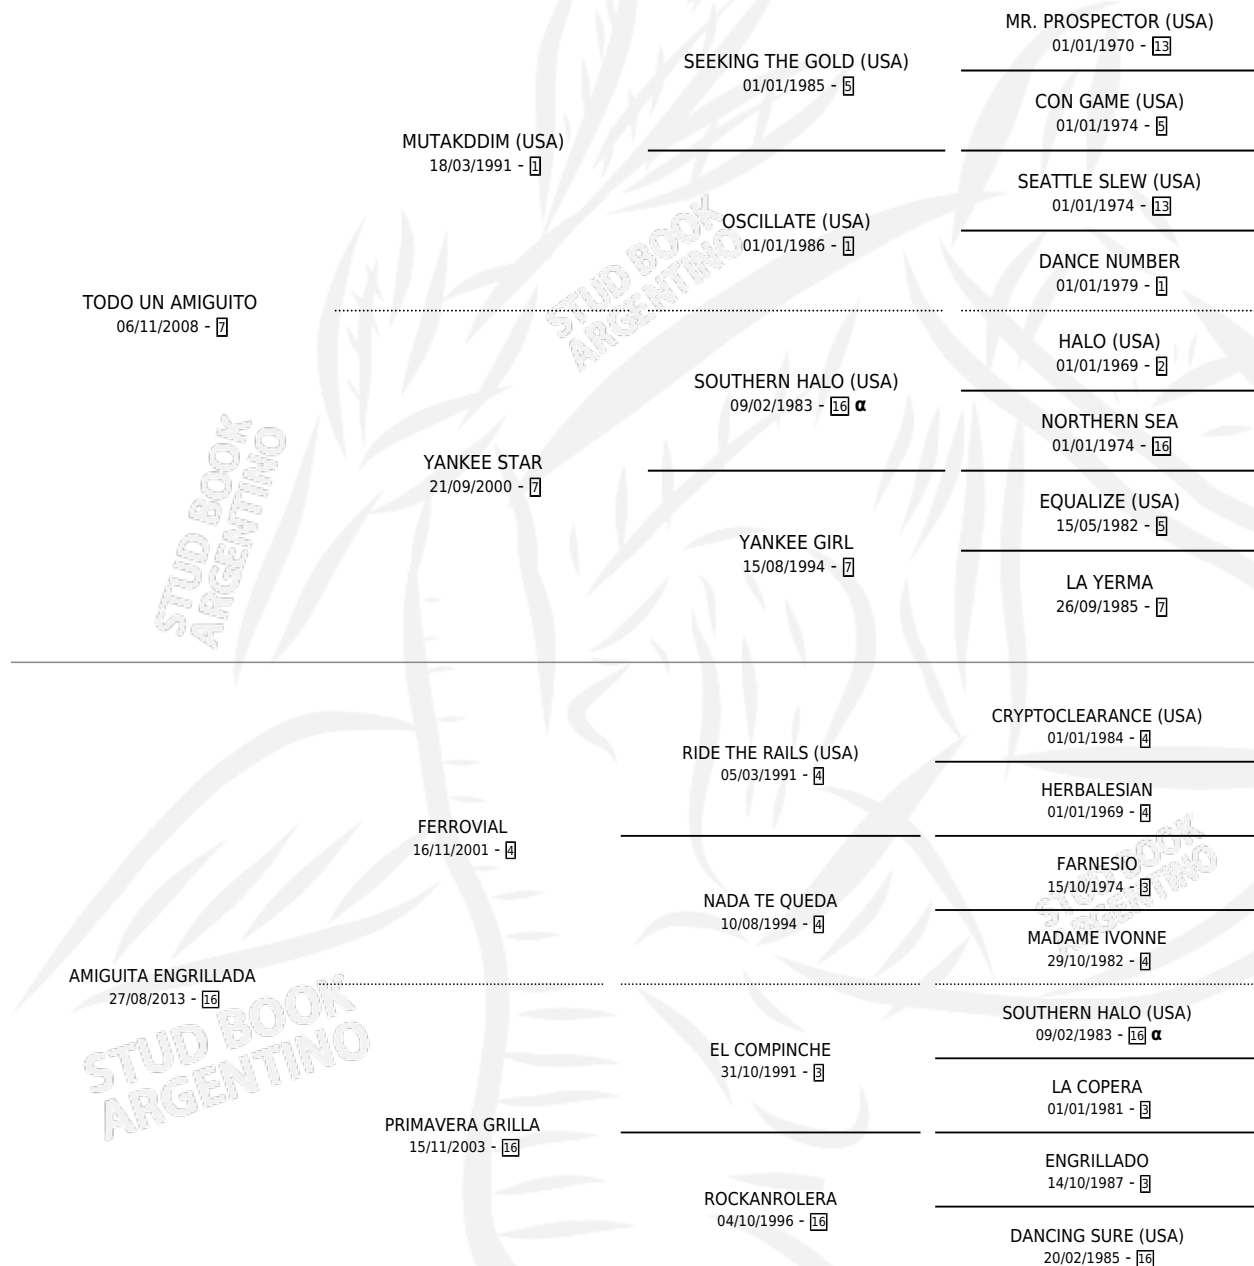 MR. PROSPECTOR (USA)
01/01/1970 - 13
SEEKING THE GOLD (USA)
01/01/1985 - 5
CON GAME (USA)
01/01/1974 - 5
MUTAKDDIM (USA)
18/03/1991 - 1
SEATTLE SLEW (USA)
01/01/1974 - 13
OSCILLATE (USA)
01/01/1986 - 1
DANCE NUMBER
01/01/1979 - 1
TODO UN AMIGUITO
06/11/2008 - 7
HALO (USA)
01/01/1969 - 2
SOUTHERN HALO (USA)
09/02/1983 - 16 α
NORTHERN SEA
01/01/1974 - 16
YANKEE STAR
21/09/2000 - 7
EQUALIZE (USA)
15/05/1982 - 5
YANKEE GIRL
15/08/1994 - 7
LA YERMA
26/09/1985 - 7
CRYPTOCLEARANCE (USA)
01/01/1984 - 4
RIDE THE RAILS (USA)
05/03/1991 - 4
HERBALESIAN
01/01/1969 - 4
FERROVIAL
16/11/2001 - 4
FARNESIO
15/10/1974 - 3
NADA TE QUEDA
10/08/1994 - 4
MADAME IVONNE
29/10/1982 - 4
AMIGUITA ENGRILLADA
27/08/2013 - 16
SOUTHERN HALO (USA)
09/02/1983 - 16 α
EL COMPINCHE
31/10/1991 - 3
LA COPERA
01/01/1981 - 3
PRIMAVERA GRILLA
15/11/2003 - 16
ENGRILLADO
14/10/1987 - 3
ROCKANROLERA
04/10/1996 - 16
DANCING SURE (USA)
20/02/1985 - 16
STUD BOOK
ARGENTINO
STUD BOOK
ARGENTINO
STUD BOOK
ARGENTINO
STUD BOOK
ARGENTINO